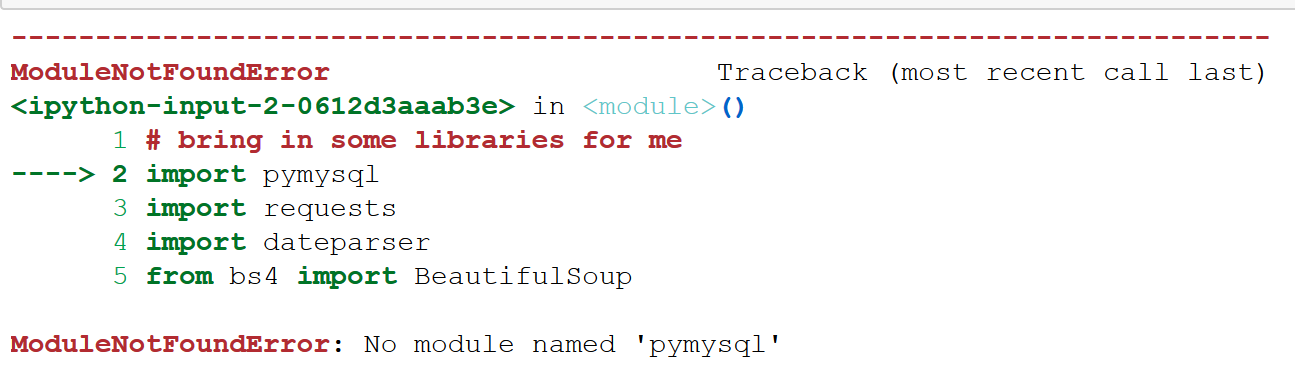 ---------------------------------------------------------------------------
ModuleNotFoundError                       Traceback (most recent call last)
<ipython-input-2-0612d3aaab3e> in <module>()
      1 # bring in some libraries for me
----> 2 import pymysql
      3 import requests
      4 import dateparser
      5 from bs4 import BeautifulSoup

ModuleNotFoundError: No module named 'pymysql'